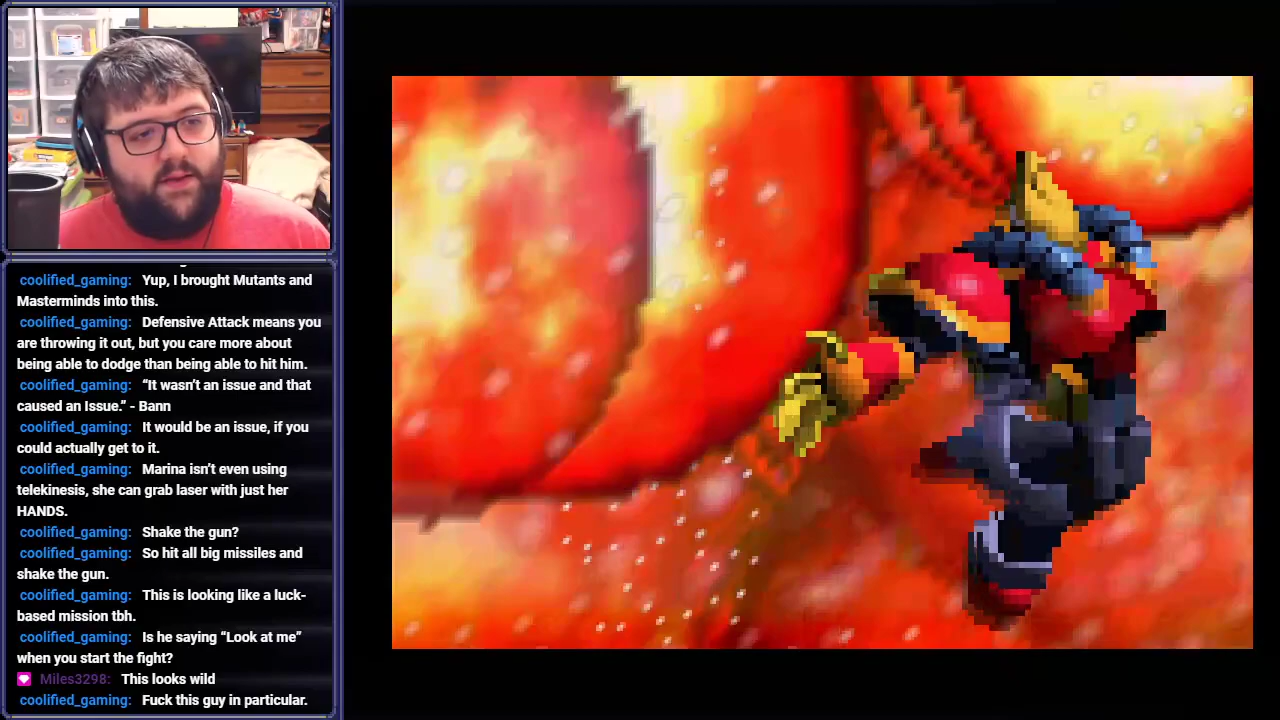 coolified_gaming: Yup, I brought Mutants and
Masterminds into this.
coolified_gaming: Defensive Attack means you
are throwing it out, but you care more about
being able to dodge than being able to hit him.
coolified_gaming: “It wasn’t an issue and that
caused an Issue.” - Bann
coolified_gaming: It would be an issue, if you
could actually get to it.
coolified_gaming: Marina isn’t even using
telekinesis, she can grab laser with just her
HANDS.
coolified_gaming: Shake the gun?
coolified_gaming: So hit all big missiles and
shake the gun.
coolified_gaming: This is looking like a luck-
based mission tbh.
coolified_gaming: Is he saying “Look at me”
when you start the fight?
Miles3298: This looks wild
coolified_gaming: Fuck this guy in particular.